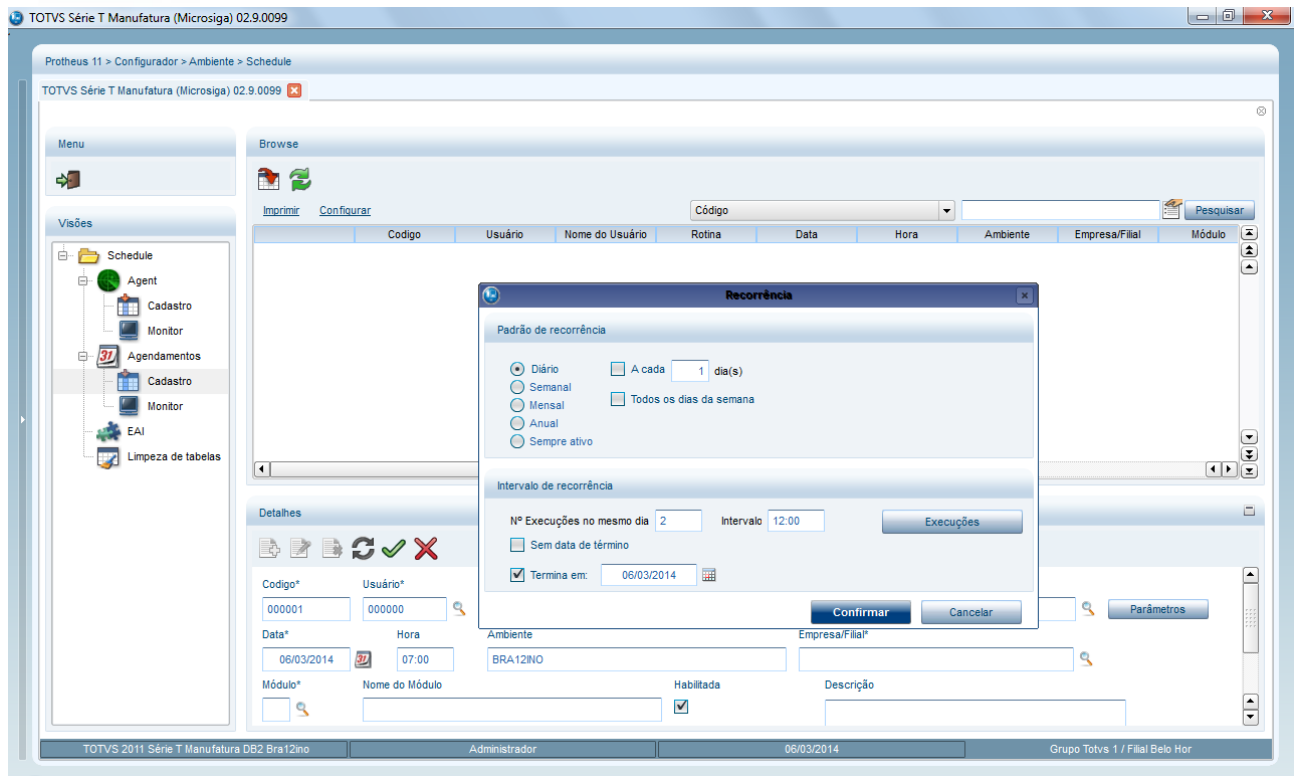 TOTVS Série T Manufatura (Microsiga) 02.9.0099
Protheus 11 > Configurador > Ambiente > Schedule
TOTVS Série T Manufatura (Microsiga) 02.9.0099
Menu
Browse
Imprimir Configurar Código Pesquisar
Visões
Codigo Usuário Nome do Usuário Rotina Data Hora Ambiente Empresa/Filial Módulo
Schedule
Agent
Cadastro
Monitor
31 Agendamentos
Cadastro
Monitor
EAI
Limpeza de tabelas
Recorrência
Padrão de recorrência
Diário A cada 1 dia(s)
Semanal
Mensal Todos os dias da semana
Anual
Sempre ativo
Intervalo de recorrência
Nº Execuções no mesmo dia 2 Intervalo 12:00 Execuções
Sem data de término
Termina em: 06/03/2014
Confirmar Cancelar
Detalhes
Codigo* Usuário*
000001 000000 Parâmetros
Data* Hora Ambiente Empresa/Filial*
06/03/2014 31 07:00 BRA12INO
Módulo* Nome do Módulo Habilitada Descrição
TOTVS 2011 Série T Manufatura DB2 Bra12ino Administrador 06/03/2014 Grupo Totvs 1 / Filial Belo Hor